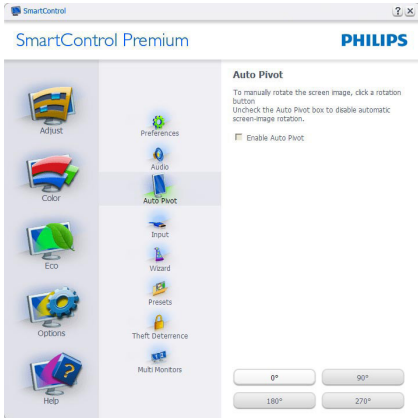 SmartControl
? x
SmartControl Premium
PHILIPS
Adjust
Color
Eco
Options
Help
Preferences
Audio
Auto Pivot
Input
Wizard
Presets
Theft Deterrence
Multi Monitors
Auto Pivot
To manually rotate the screen image, click a rotation
button
Uncheck the Auto Pivot box to disable automatic
screen-image rotation.
Enable Auto Pivot
0°
90°
180°
270°